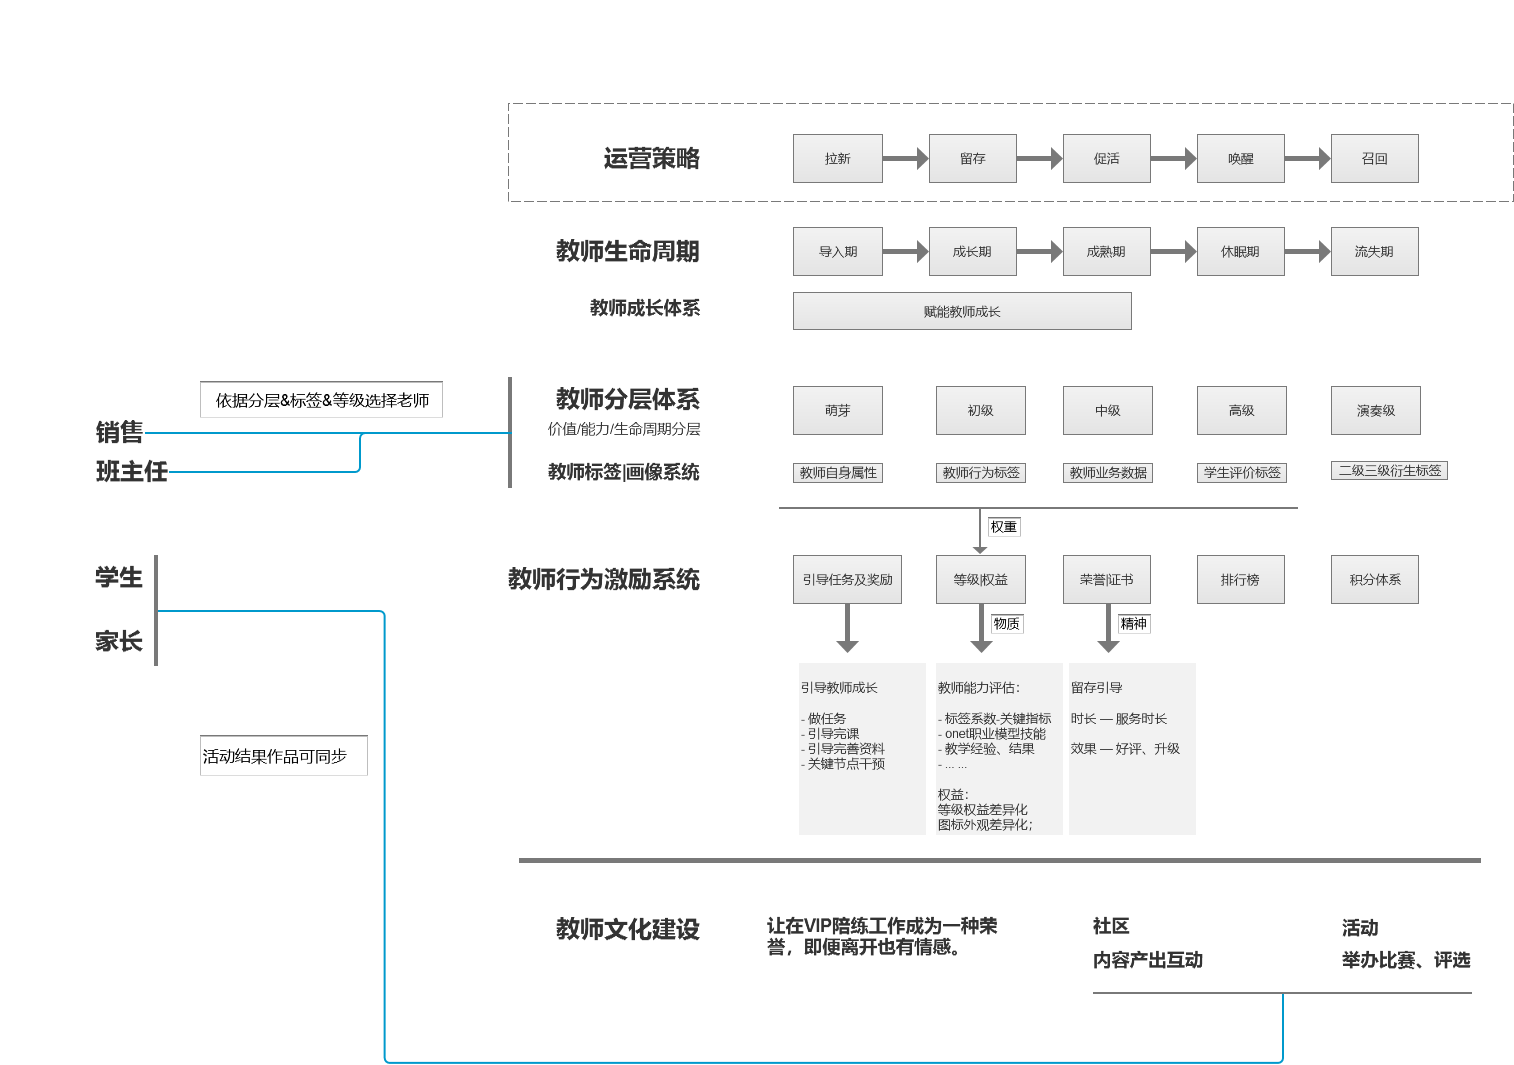 运营策略
拉新
留存
促活
唤醒
召回
教师生命周期
导入期
成长期
成熟期
休眠期
流失期
教师成长体系
赋能教师成长
依据分层&标签&等级选择老师
销售
班主任
教师分层体系
价值/能力/生命周期分层
萌芽
初级
中级
高级
演奏级
教师标签|画像系统
教师自身属性
教师行为标签
教师业务数据
学生评价标签
二级三级衍生标签
权重
学生
家长
教师行为激励系统
引导任务及奖励
等级|权益
荣誉|证书
排行榜
积分体系
物质
精神
引导教师成长
- 做任务
- 引导完课
- 引导完善资料
- 关键节点干预
教师能力评估：
- 标签系数-关键指标
- onet职业模型技能
- 教学经验、结果
- ... ...
权益：
等级权益差异化
图标外观差异化；
留存引导
时长 — 服务时长
效果 — 好评、升级
活动结果作品可同步
教师文化建设
让在VIP陪练工作成为一种荣
誉，即便离开也有情感。
社区
内容产出互动
活动
举办比赛、评选